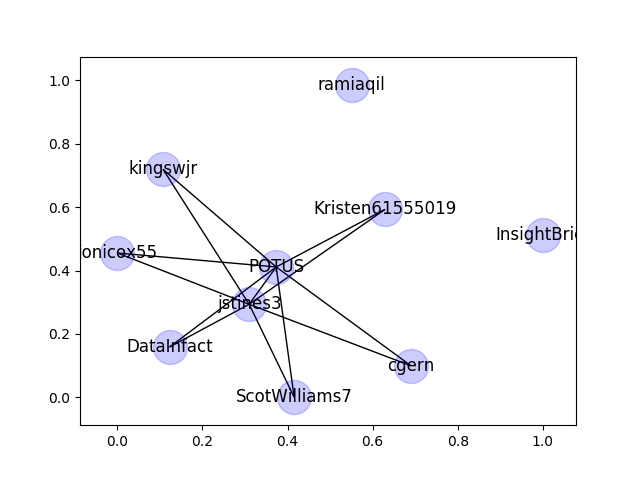 1.0
ramiaqil
0.8
kingswjr
0.6
Kristen61555019
InsightBri
onicox55
0.4
POTUS
jstines3
0.2
DataInfact
cgern
0.0
ScotWilliams7
0.0 0.2 0.4 0.6 0.8 1.0